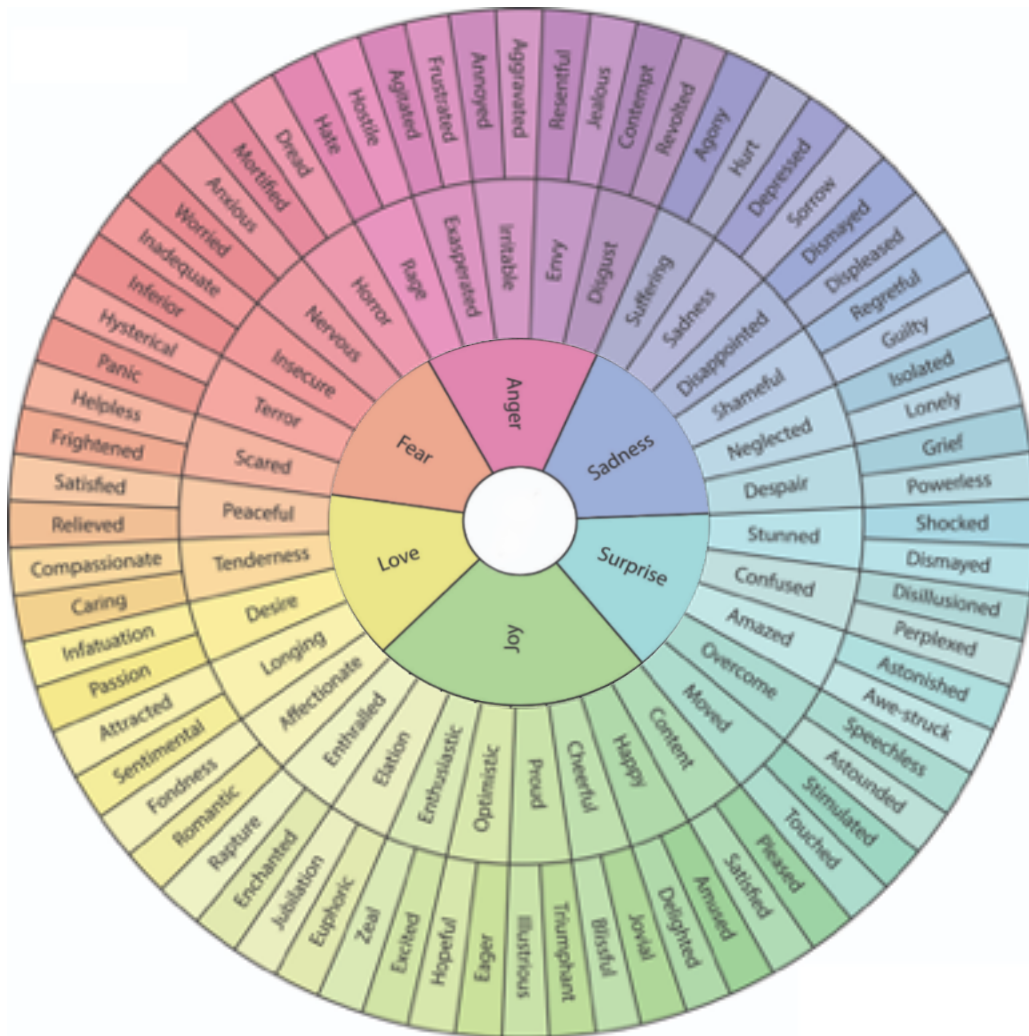 Anger
Sadness
Surprise
Joy
Love
Fear
Rage
Exasperated
Irritable
Envy
Disgust
Suffering
Sadness
Disappointed
Shameful
Neglected
Despair
Stunned
Confused
Amazed
Overcome
Moved
Content
Happy
Cheerful
Proud
Optimistic
Enthusiastic
Elation
Enthralled
Affectionate
Longing
Desire
Tenderness
Peaceful
Scared
Terror
Insecure
Nervous
Horror
Hate
Hostile
Agitated
Frustrated
Annoyed
Aggravated
Resentful
Jealous
Contempt
Revolted
Agony
Hurt
Depressed
Sorrow
Dismayed
Displeased
Regretful
Guilty
Isolated
Lonely
Grief
Powerless
Shocked
Dismayed
Disillusioned
Perplexed
Astonished
Awe-struck
Speechless
Astounded
Stimulated
Touched
Pleased
Satisfied
Amused
Delighted
Jovial
Blissful
Triumphant
Illustrious
Eager
Hopeful
Excited
Zeal
Euphoric
Jubilation
Enchanted
Rapture
Romantic
Fondness
Sentimental
Attracted
Passion
Infatuation
Caring
Compassionate
Relieved
Satisfied
Frightened
Helpless
Panic
Hysterical
Inferior
Inadequate
Worried
Anxious
Mortified
Dread